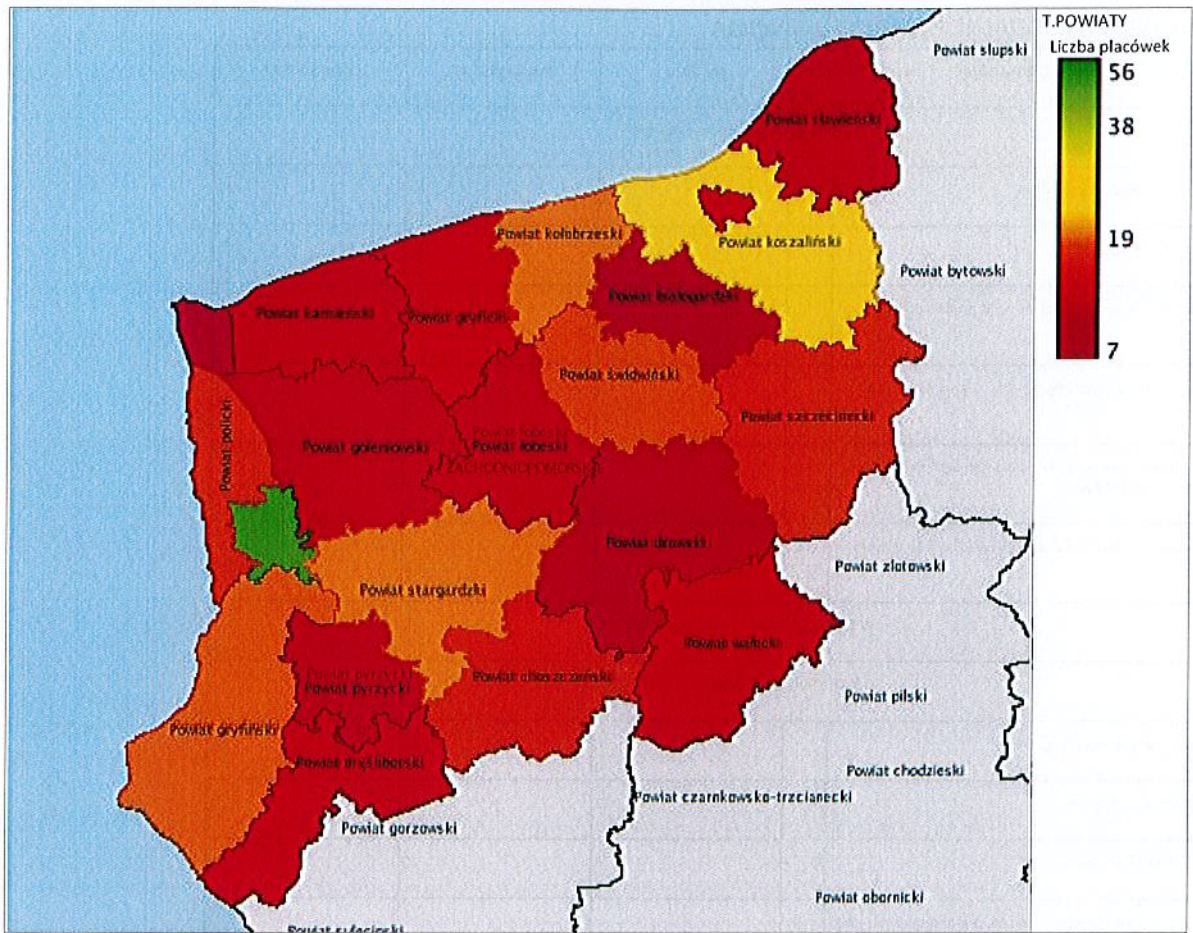 T.POWIATY
Liczba placówek
56
38
19
7
Powiat słupski
Powiat sławieński
Powiat kołobrzeski
Powiat koszaliński
Powiat bytowski
Powiat białogardzki
Powiat kamieński
Powiat gryficki
Powiat świdwiński
Powiat policki
Powiat szczecinecki
Powiat łobeski
Powiat goleniowski
Powiat łobeski
ZACHODNIOPOMORSKIE
Powiat drawski
Powiat złotowski
Powiat stargardzki
Powiat wałecki
Powiat pyrzycki
Powiat choszczeński
Powiat pyrzycki
Powiat pilski
Powiat gryfiński
Powiat myśliborski
Powiat chodzieski
Powiat czarnkowsko-trzcianecki
Powiat gorzowski
Powiat obornicki
Powiat sulęciński